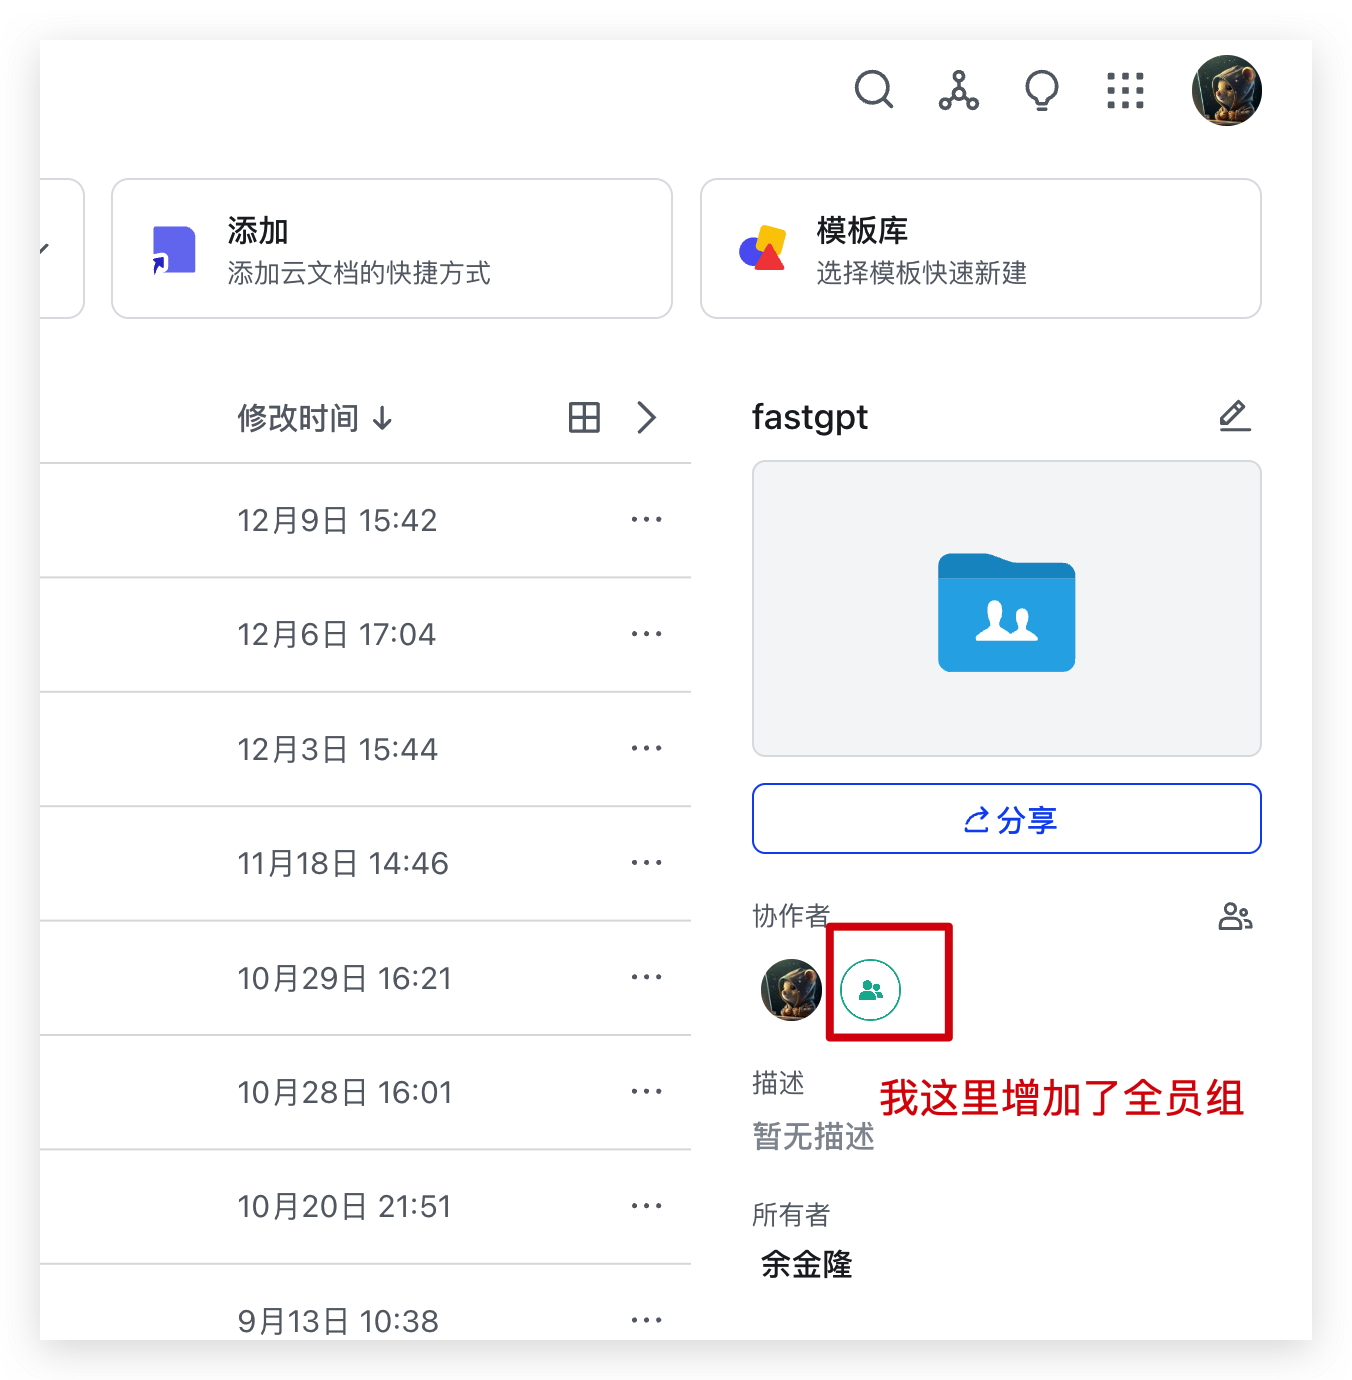 添加
添加云文档的快捷方式
模板库
选择模板快速新建
修改时间
12月9日 15:42
12月6日 17:04
12月3日 15:44
11月18日 14:46
10月29日 16:21
10月28日 16:01
10月20日 21:51
9月13日 10:38
fastgpt
分享
协作者
描述
我这里增加了全员组
暂无描述
所有者
余金隆